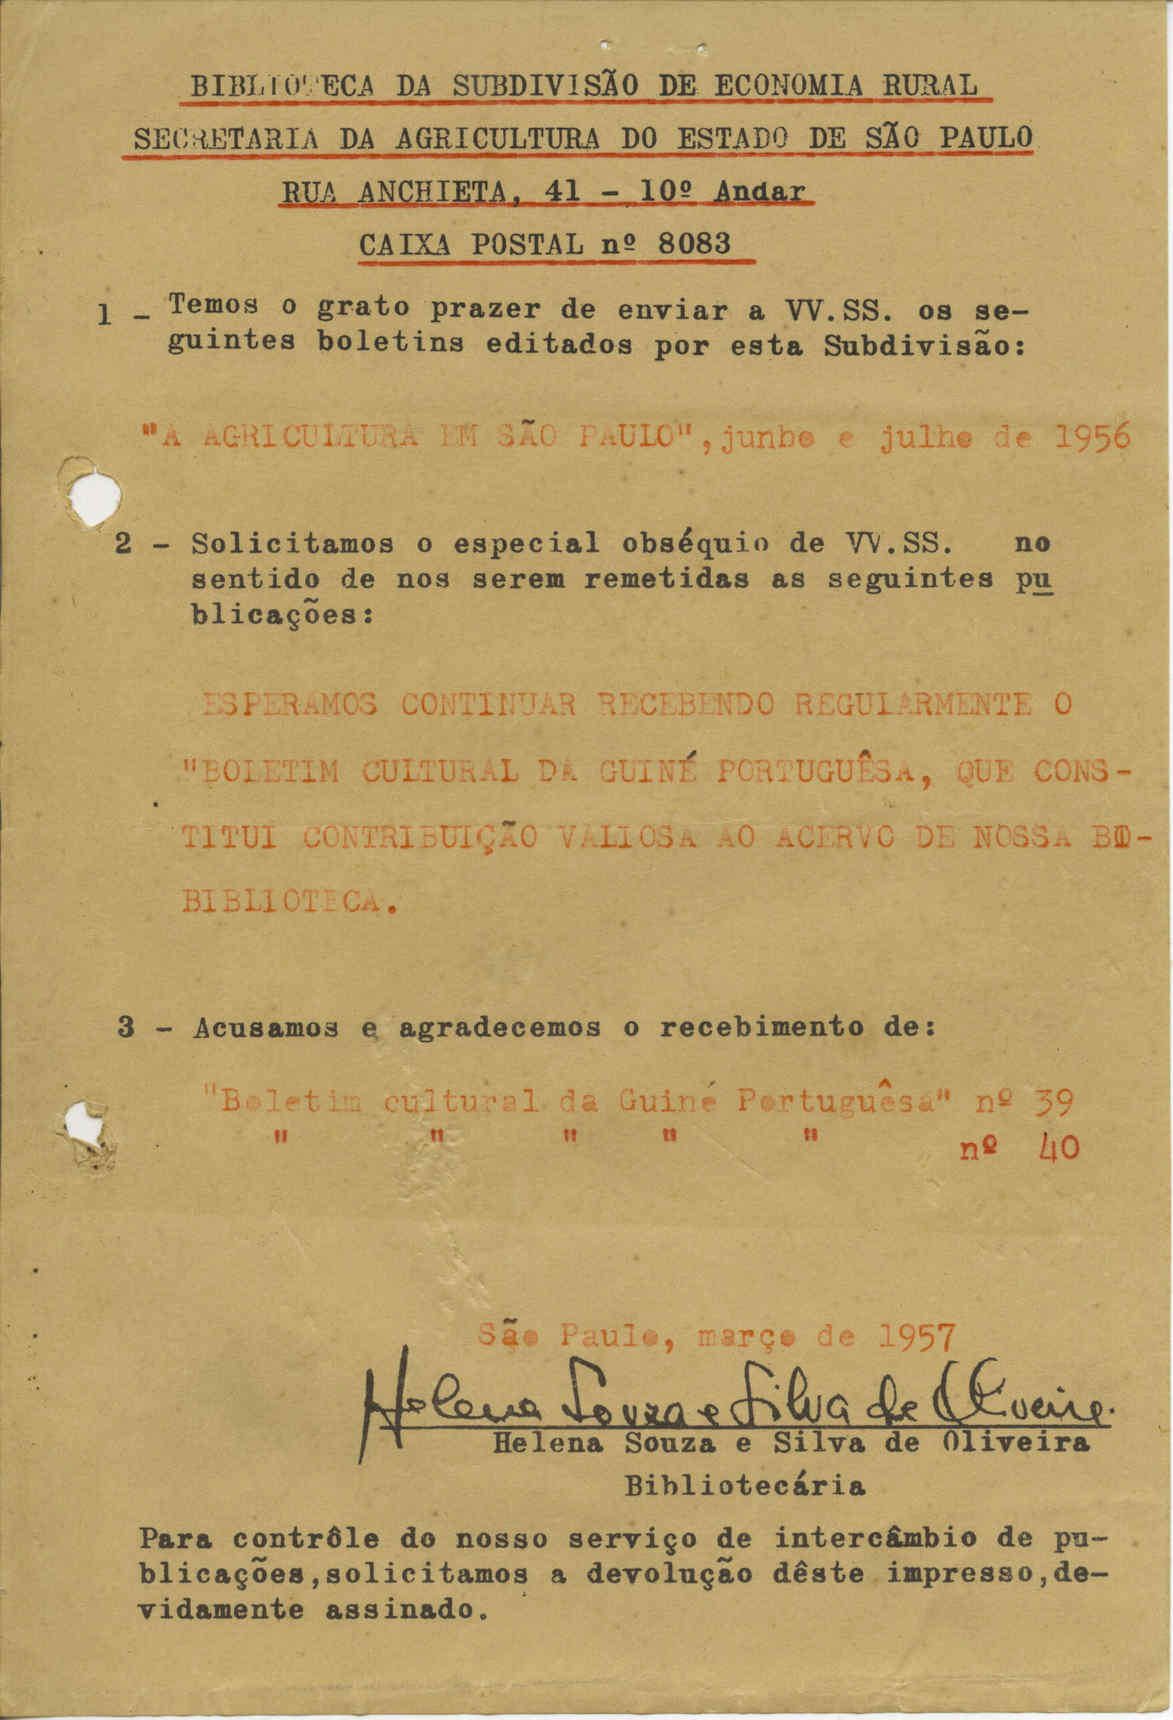 BIBLIOTECA DA SUBDIVISÃO DE ECONOMIA RURAL
SECRETARIA DA AGRICULTURA DO ESTADO DE SÃO PAULO
RUA ANCHIETA, 41 - 10º Andar
CAIXA POSTAL nº 8083
1 - Temos o grato prazer de enviar a VV.SS. os se-
guintes boletins editados por esta Subdivisão:
"A AGRICULTURA EM SÃO PAULO", junho e julho de 1956
2 - Solicitamos o especial obséquio de VV.SS. no
sentido de nos serem remetidas as seguintes pu
blicações:
ESPERAMOS CONTINUAR RECEBENDO REGULARMENTE O
"BOLETIM CULTURAL DA GUINÉ PORTUGUÊSA, QUE CONS-
TITUI CONTRIBUIÇÃO VALIOSA AO ACERVO DE NOSSA BI-
BIBLIOTECA.
3 - Acusamos e agradecemos o recebimento de:
"Boletim cultural da Guiné Portuguêsa" nº 39
" " " " " nº 40
São Paulo, março de 1957
Helena Souza e Silva de Oliveira
Helena Souza e Silva de Oliveira
Bibliotecária
Para contrôle do nosso serviço de intercâmbio de pu-
blicações,solicitamos a devolução dêste impresso,de-
vidamente assinado.